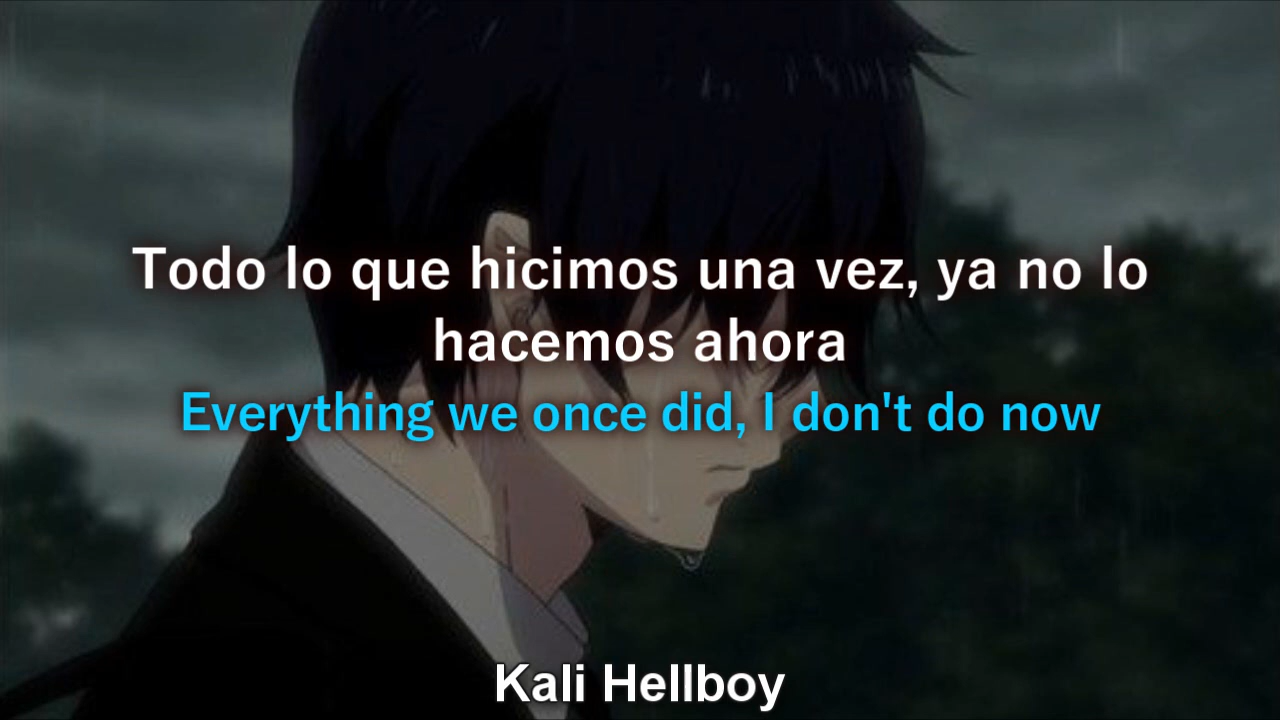 Todo lo que hicimos una vez, ya no lo
hacemos ahora
Everything we once did, I don't do now
Kali Hellboy